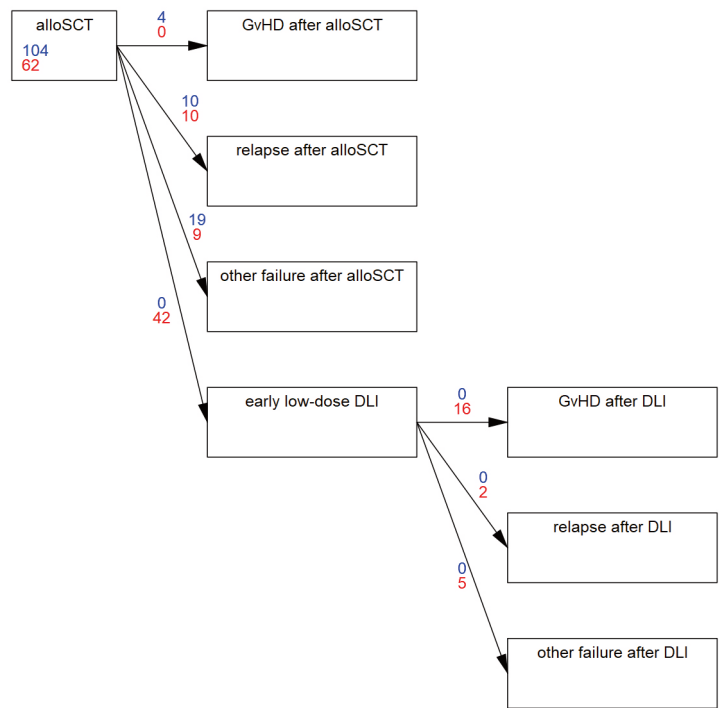 alloSCT
104
62
4
0
GvHD after alloSCT
10
10
relapse after alloSCT
19
9
other failure after alloSCT
0
42
early low-dose DLI
0
16
GvHD after DLI
0
2
relapse after DLI
0
5
other failure after DLI